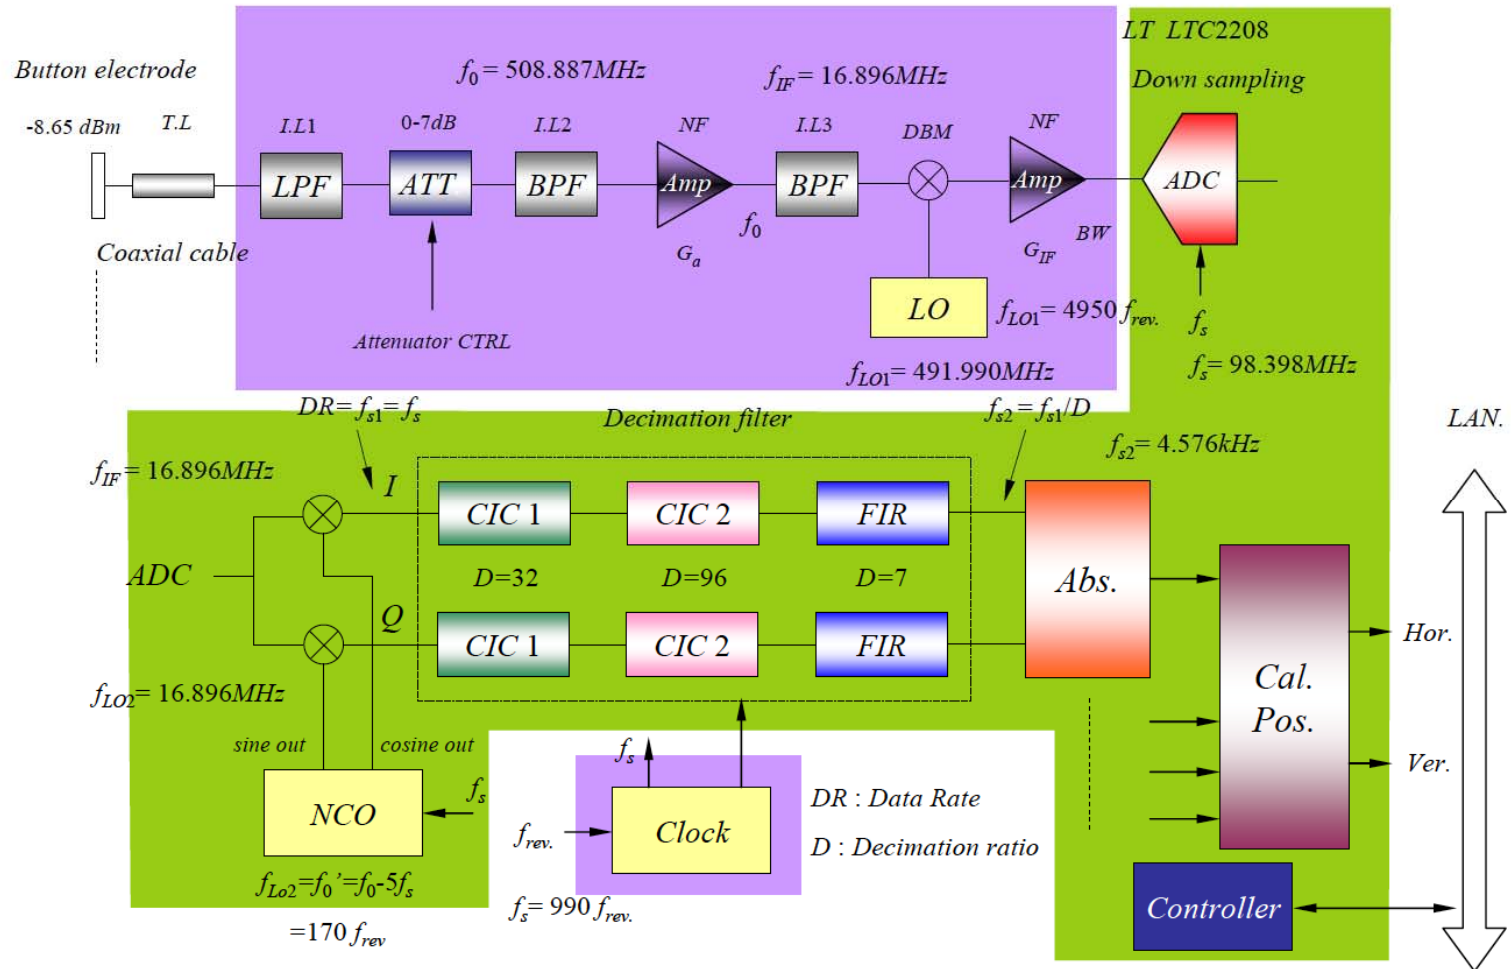 LT LTC2208
Button electrode
f0 = 508.887MHz
fIF = 16.896MHz
Down sampling
-8.65 dBm
T.L
I.L1
0-7dB
I.L2
NF
I.L3
DBM
NF
LPF
ATT
BPF
Amp
BPF
Amp
ADC
f0
BW
Coaxial cable
Ga
GIF
LO
fLO1= 4950 frev.
fs
Attenuator CTRL
fLO1= 491.990MHz
fs= 98.398MHz
DR= fs1= fs
Decimation filter
fs2 = fs1/D
LAN.
fs2= 4.576kHz
fIF= 16.896MHz
I
CIC 1
CIC 2
FIR
ADC
D=32
D=96
D=7
Abs.
Q
CIC 1
CIC 2
FIR
Hor.
fLO2= 16.896MHz
Cal.
Pos.
sine out
cosine out
fs
Ver.
NCO
fs
DR : Data Rate
frev.
Clock
D : Decimation ratio
fLo2=f0’=f0-5fs
=170 frev
fs= 990 frev.
Controller